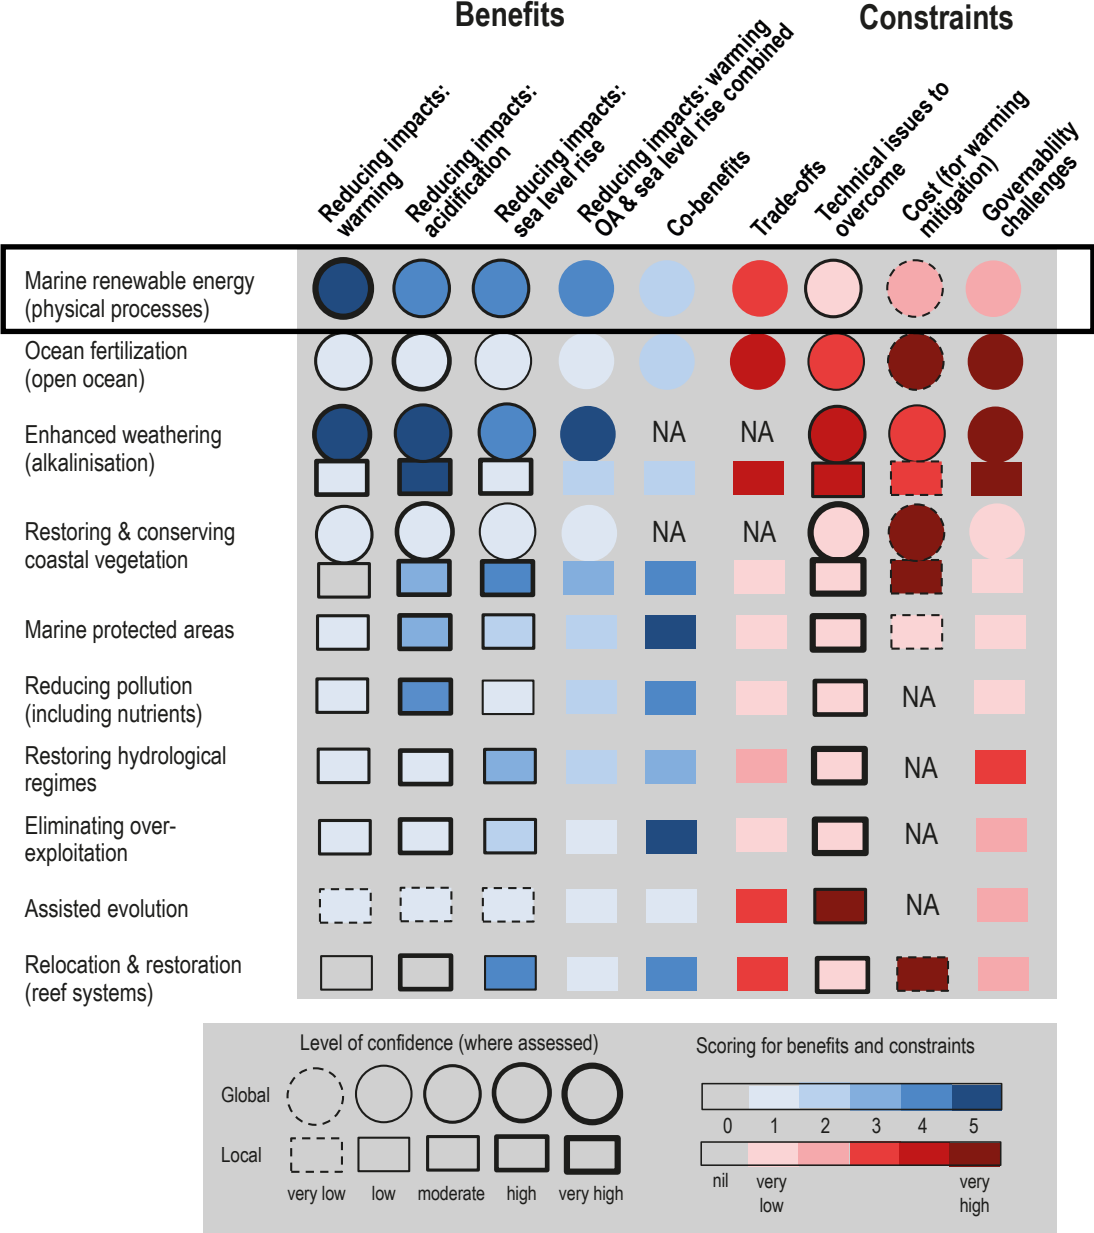 Benefits
Constraints
Reducing impacts:
warming
Reducing impacts:
acidification
Reducing impacts:
sea level rise
Reducing impacts: warming
OA & sea level rise combined
Co-benefits
Trade-offs
Technical issues to
overcome
Cost (for warming
mitigation)
Governability
challenges
Marine renewable energy
(physical processes)
Ocean fertilization
(open ocean)
Enhanced weathering
(alkalinisation)
NA NA
Restoring & conserving
coastal vegetation
NA NA
Marine protected areas
Reducing pollution
(including nutrients)
NA
Restoring hydrological
regimes
NA
Eliminating over-
exploitation
NA
Assisted evolution
NA
Relocation & restoration
(reef systems)
Level of confidence (where assessed)
Global
Local
very low low moderate high very high
Scoring for benefits and constraints
0 1 2 3 4 5
nil very
low
very
high